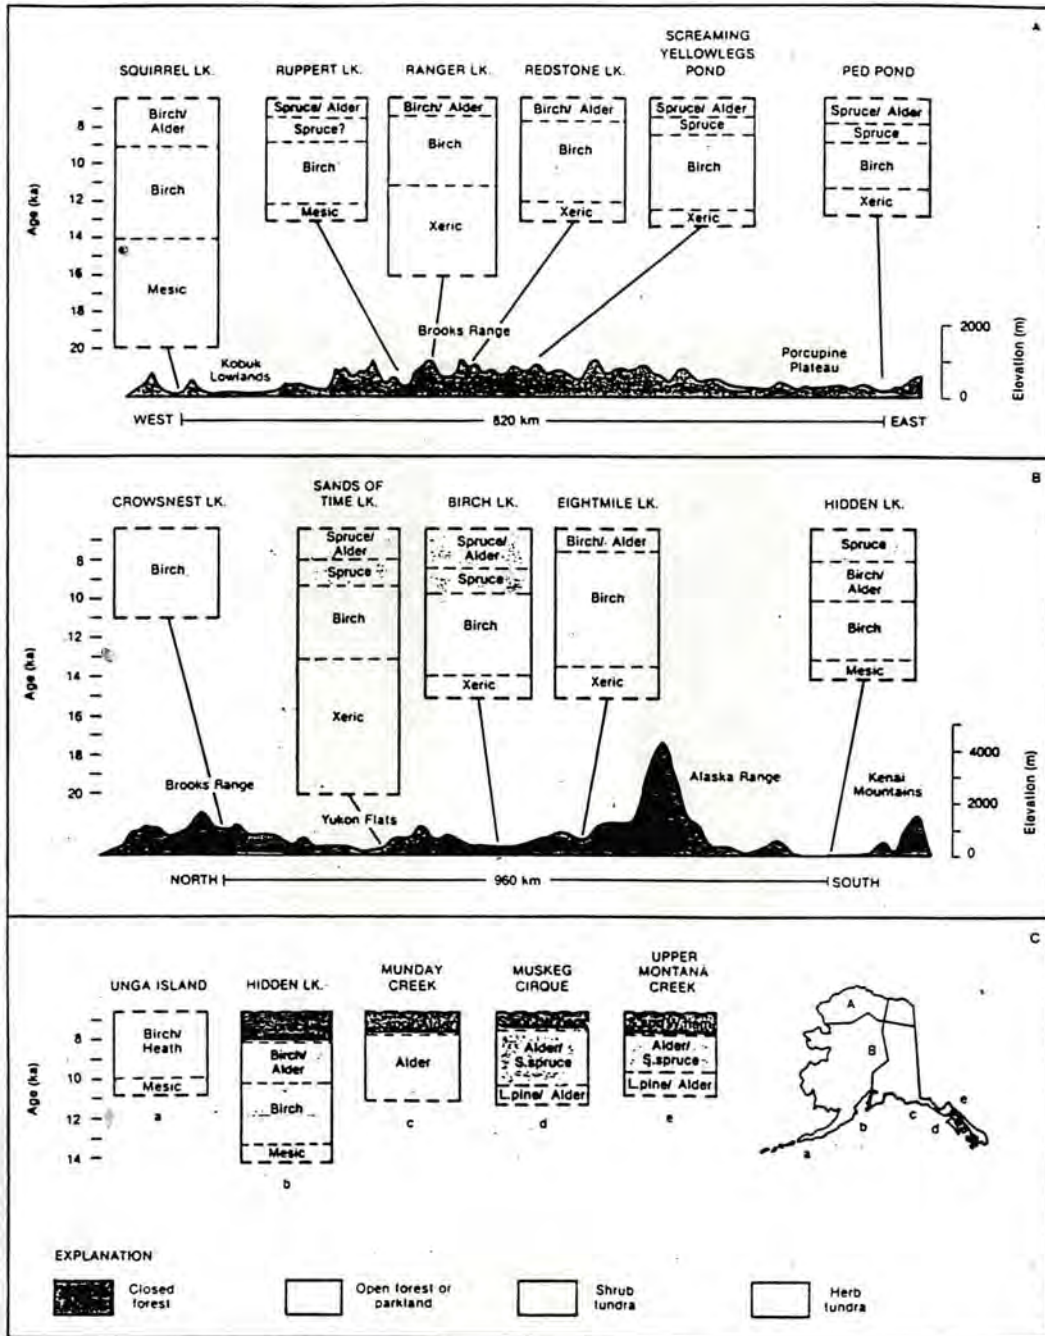 A
SQUIRREL LK.
RUPPERT LK.
RANGER LK.
REDSTONE LK.
SCREAMING
YELLOWLEGS
POND
PED POND
Age (ka)
8
10
12
14
16
18
20
Birch/
Alder
Birch
Mesic
Spruce/ Alder
Spruce?
Birch
Mesic
Birch/ Alder
Birch
Xeric
Birch/ Alder
Birch
Xeric
Spruce/ Alder
Spruce
Birch
Xeric
Spruce/ Alder
Spruce
Birch
Xeric
Kobuk
Lowlands
Brooks Range
Porcupine
Plateau
2000
0
Elevation (m)
WEST
820 km
EAST
B
CROWSNEST LK.
SANDS OF
TIME LK.
BIRCH LK.
EIGHTMILE LK.
HIDDEN LK.
Age (ka)
8
10
12
14
16
18
20
Birch
Spruce/
Alder
Spruce
Birch
Xeric
Spruce/
Alder
Spruce
Birch
Xeric
Birch/ Alder
Birch
Xeric
Spruce
Birch/
Alder
Birch
Mesic
Brooks Range
Yukon Flats
Alaska Range
Kenai
Mountains
4000
2000
0
Elevation (m)
NORTH
960 km
SOUTH
C
UNGA ISLAND
HIDDEN LK.
MUNDAY
CREEK
MUSKEG
CIRQUE
UPPER
MONTANA
CREEK
Age (ka)
8
10
12
14
Birch/
Heath
Mesic
a
Birch/
Alder
Birch
Mesic
b
Alder
c
Alder/
S.spruce
L.pine/ Alder
d
Alder/
S.spruce
L.pine/ Alder
e
A
B
a
b
c
d
e
EXPLANATION
Closed
forest
Open forest or
parkland
Shrub
tundra
Herb
tundra